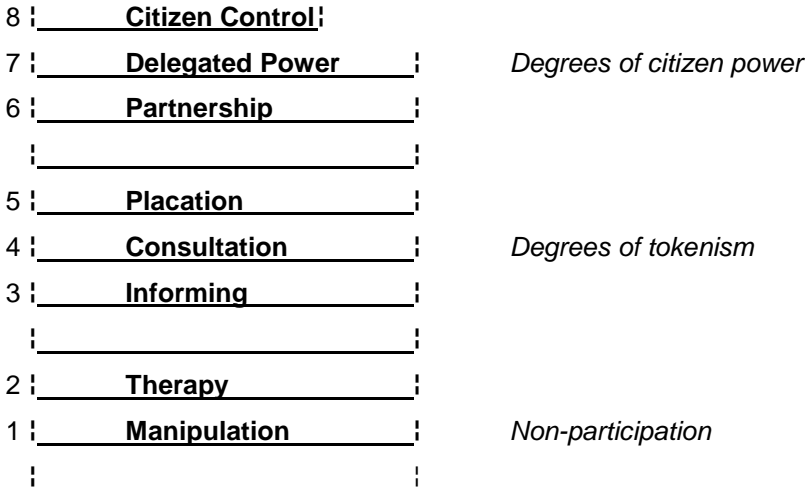 8 Citizen Control
7 Delegated Power Degrees of citizen power
6 Partnership
5 Placation
4 Consultation Degrees of tokenism
3 Informing
2 Therapy
1 Manipulation Non-participation